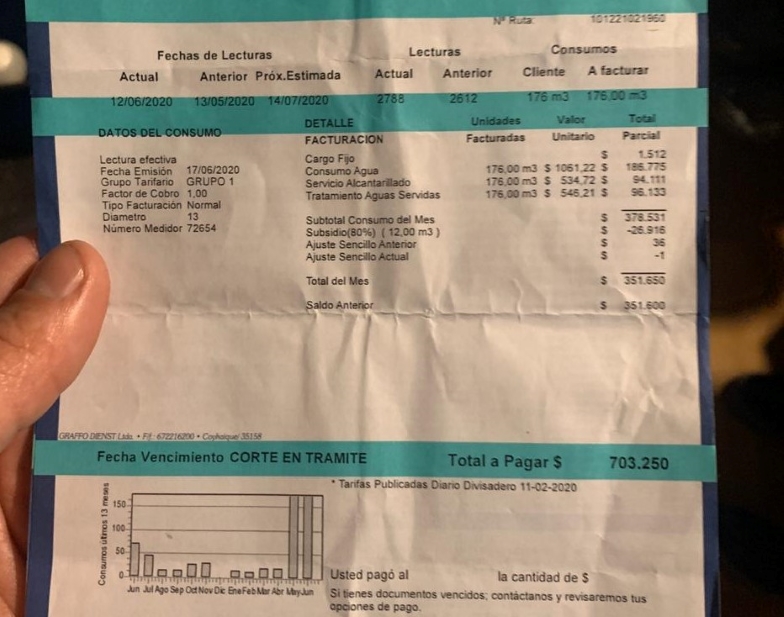 Nº Ruta: 101221021960
Fechas de Lecturas Lecturas Consumos
Actual Anterior Próx.Estimada Actual Anterior Cliente A facturar
12/06/2020 13/05/2020 14/07/2020 2788 2612 176 m3 176,00 m3
DATOS DEL CONSUMO DETALLE FACTURACION Unidades Facturadas Valor Unitario Total Parcial
Lectura efectiva Cargo Fijo $ 1.512
Fecha Emisión 17/06/2020 Consumo Agua 176,00 m3 $ 1061,22 $ 186.775
Grupo Tarifario GRUPO 1 Servicio Alcantarillado 176,00 m3 $ 534,72 $ 94.111
Factor de Cobro 1,00 Tratamiento Aguas Servidas 176,00 m3 $ 546,21 $ 96.133
Tipo Facturación Normal
Diametro 13 Subtotal Consumo del Mes $ 378.531
Número Medidor 72654 Subsidio(80%) ( 12,00 m3 ) $ -26.916
Ajuste Sencillo Anterior $ 36
Ajuste Sencillo Actual $ -1
Total del Mes $ 351.650
Saldo Anterior $ 351.600
GRAFFO DIENST Ltda. • Ff.: 672216200 • Coyhaique/ 35158
Fecha Vencimiento CORTE EN TRAMITE Total a Pagar $ 703.250
* Tarifas Publicadas Diario Divisadero 11-02-2020
Consumos últimos 13 meses
150
100
50
0
Jun Jul Ago Sep Oct Nov Dic Ene Feb Mar Abr May Jun
Usted pagó al la cantidad de $
Si tienes documentos vencidos; contáctanos y revisaremos tus
opciones de pago.